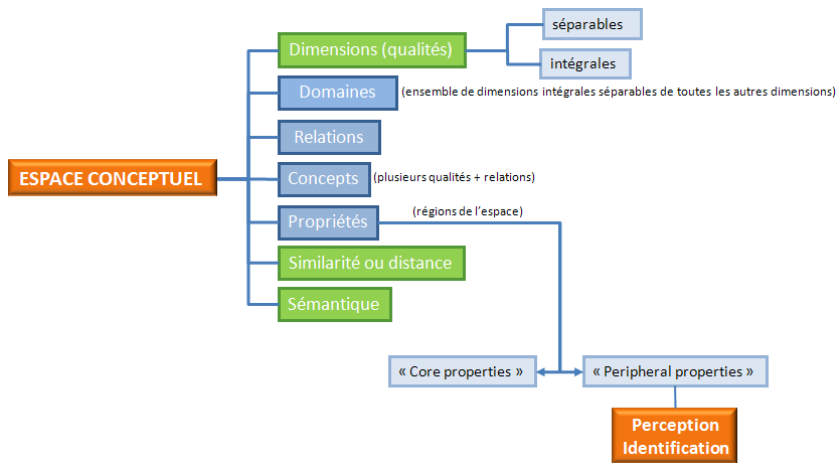 séparables
Dimensions (qualités)
intégrales
Domaines
(ensemble de dimensions intégrales séparables de toutes les autres dimensions)
Relations
ESPACE CONCEPTUEL
Concepts
(plusieurs qualités + relations)
Propriétés
(régions de l'espace)
Similarité ou distance
Sémantique
« Core properties »
« Peripheral properties »
Perception
Identification